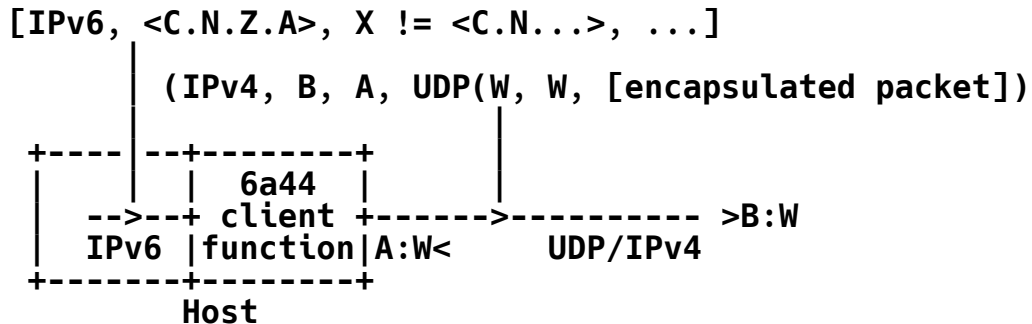 [IPv6, <C.N.Z.A>, X != <C.N...>, ...]
(IPv4, B, A, UDP(W, W, [encapsulated packet])
6a44
-->--+ client +------>---------- >B:W
IPv6 |function|A:W< UDP/IPv4
Host